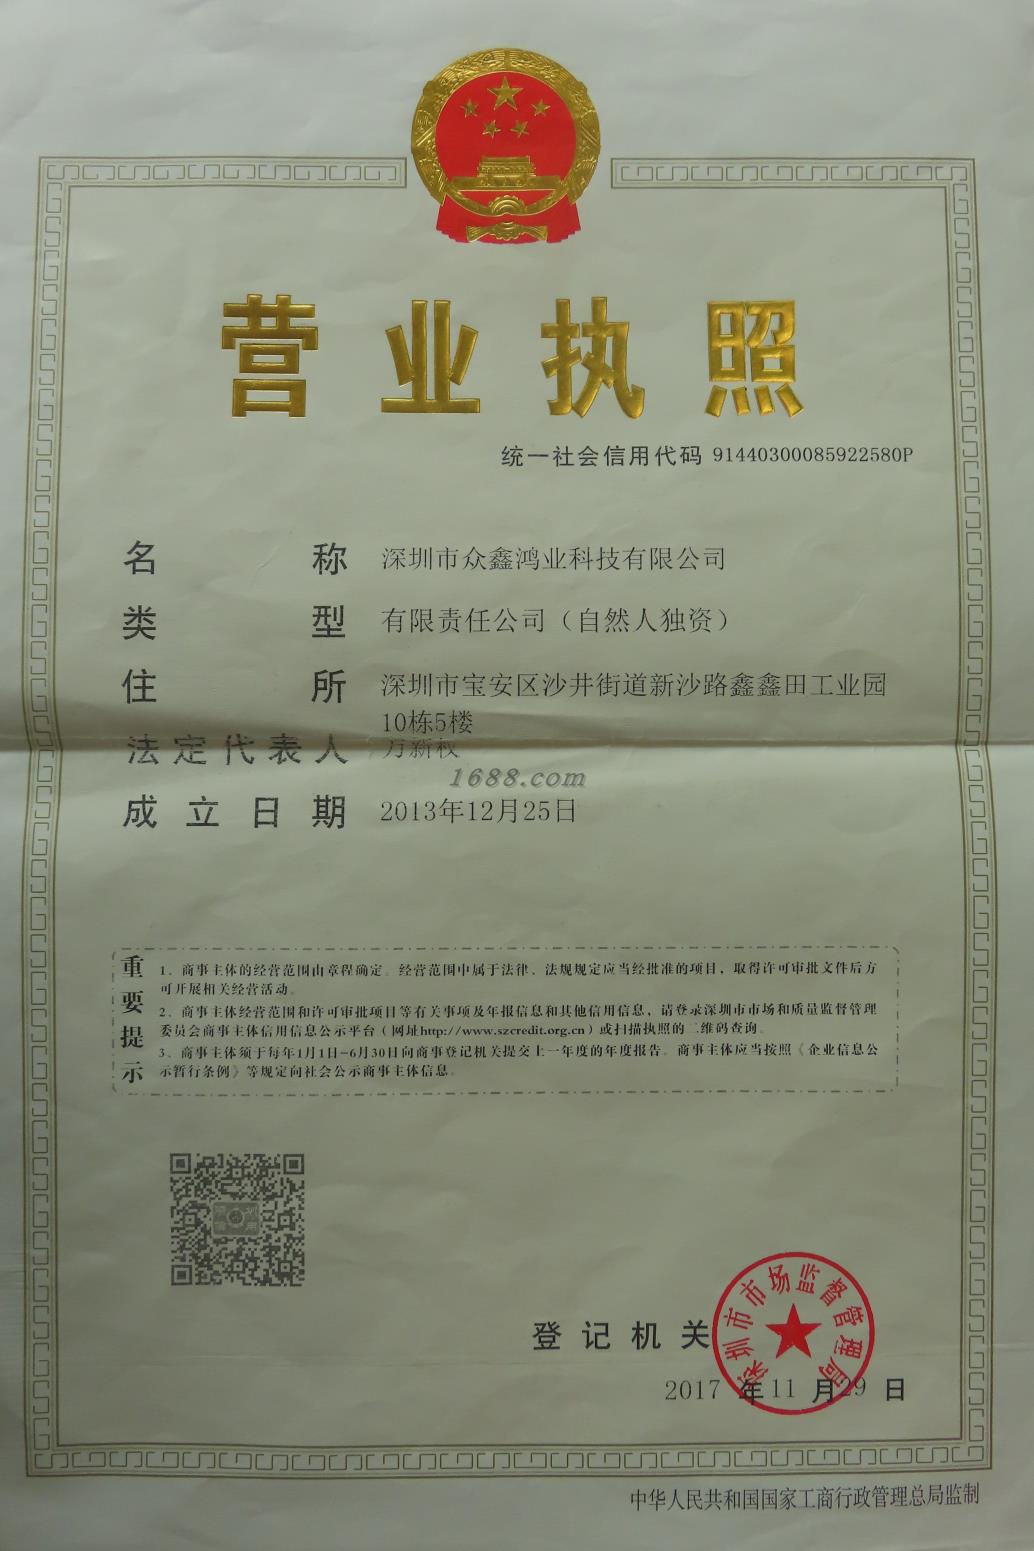 营业执照
统一社会信用代码 91440300085922580P
名称 深圳市众鑫鸿业科技有限公司
类型 有限责任公司（自然人独资）
住所 深圳市宝安区沙井街道新沙路鑫鑫田工业园
10栋5楼
法定代表人 万新权
1688.com
成立日期 2013年12月25日
重要提示
1、商事主体的经营范围由章程确定。经营范围中属于法律、法规规定应当经批准的项目，取得许可审批文件后方
可开展相关经营活动。
2、商事主体经营范围和许可审批项目等有关事项及年报信息和其他信用信息，请登录深圳市市场和质量监督管理
委员会商事主体信用信息公示平台（网址http://www.szcredit.org.cn）或扫描执照的二维码查询。
3、商事主体须于每年1月1日-6月30日向商事登记机关提交上一年度的年度报告。商事主体应当按照《企业信息公
示暂行条例》等规定向社会公示商事主体信息。
登记机关
深圳市市场监督管理局
2017年11月29日
中华人民共和国国家工商行政管理总局监制